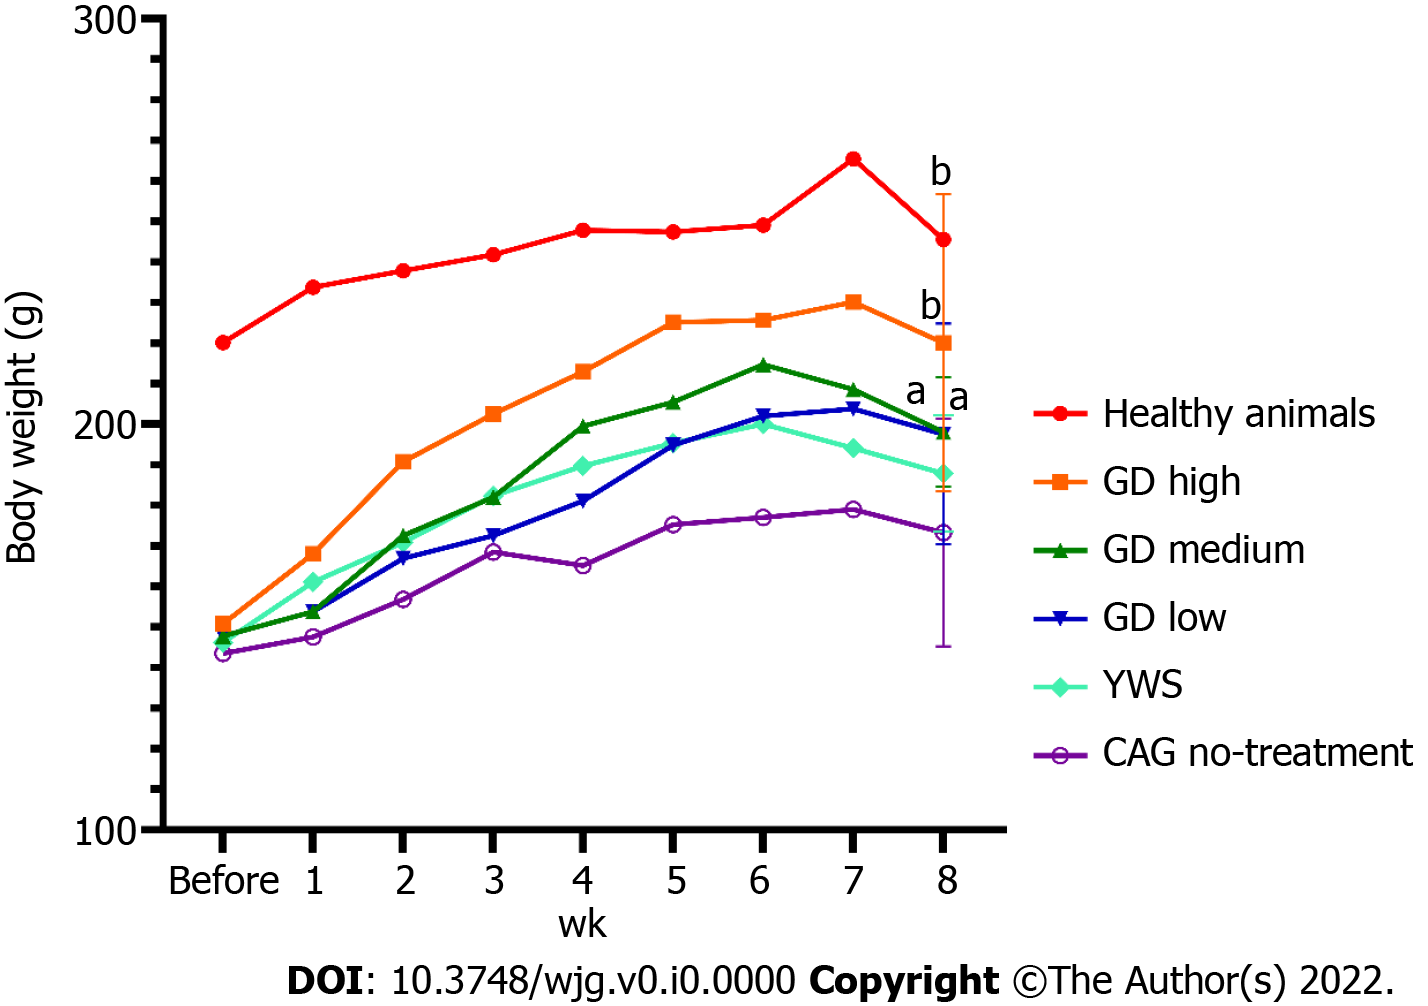 300
200
100
Body weight (g)
b
b
a
a
Before 1 2 3 4 5 6 7 8
wk
Healthy animals
GD high
GD medium
GD low
YWS
CAG no-treatment
DOI: 10.3748/wjg.v0.i0.0000 Copyright ©The Author(s) 2022.